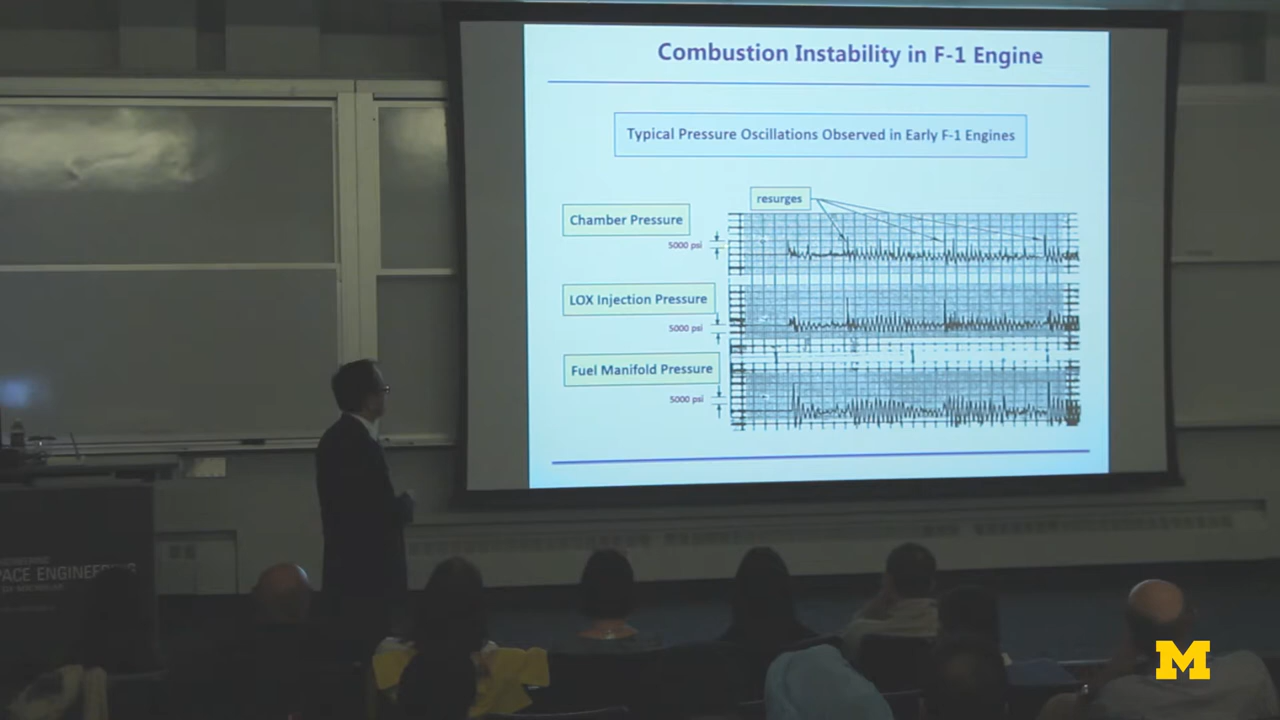 Combustion Instability in F-1 Engine
Typical Pressure Oscillations Observed in Early F-1 Engines
resurges
Chamber Pressure
5000 psi
LOX Injection Pressure
5000 psi
Fuel Manifold Pressure
5000 psi
PACE ENGINEERING
M